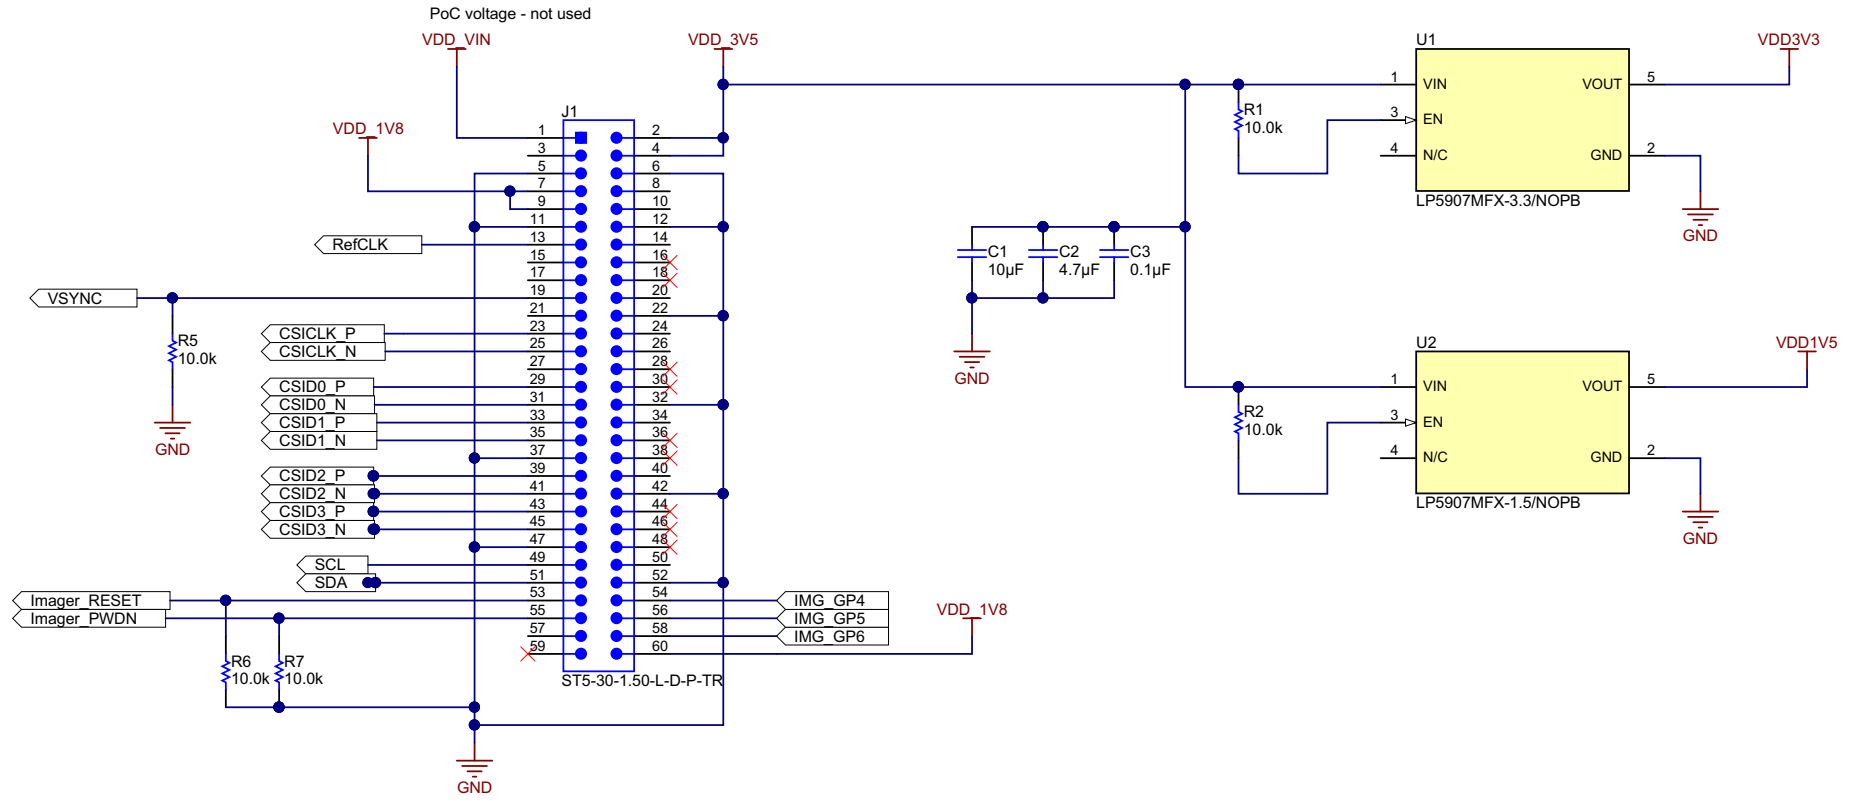 PoC voltage - not used
VDD_VIN
VDD_3V5
VDD_1V8
J1
1 2
3 4
5 6
7 8
9 10
11 12
13 14
15 16
17 18
19 20
21 22
23 24
25 26
27 28
29 30
31 32
33 34
35 36
37 38
39 40
41 42
43 44
45 46
47 48
49 50
51 52
53 54
55 56
57 58
59 60
ST5-30-1.50-L-D-P-TR
RefCLK
VSYNC
R5
10.0k
GND
CSICLK_P
CSICLK_N
CSID0_P
CSID0_N
CSID1_P
CSID1_N
CSID2_P
CSID2_N
CSID3_P
CSID3_N
SCL
SDA
Imager_RESET
Imager_PWDN
R6
10.0k
R7
10.0k
GND
IMG_GP4
IMG_GP5
IMG_GP6
VDD_1V8
C1
10µF
C2
4.7µF
C3
0.1µF
GND
R1
10.0k
U1
1 VIN VOUT 5
3 EN
4 N/C GND 2
LP5907MFX-3.3/NOPB
VDD3V3
GND
R2
10.0k
U2
1 VIN VOUT 5
3 EN
4 N/C GND 2
LP5907MFX-1.5/NOPB
VDD1V5
GND